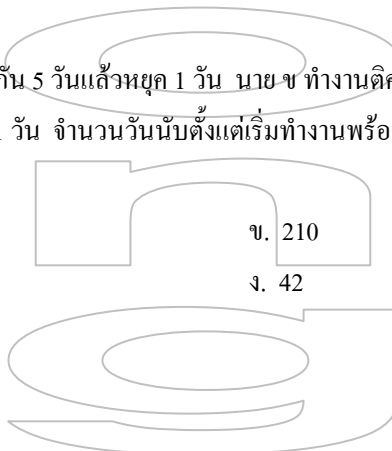 กัน 5 วันแล้วหยุด 1 วัน นาย ข ทำงานติด
วัน จำนวนวันนับตั้งแต่เริ่มทำงานพร้อ
ข. 210
ง. 42